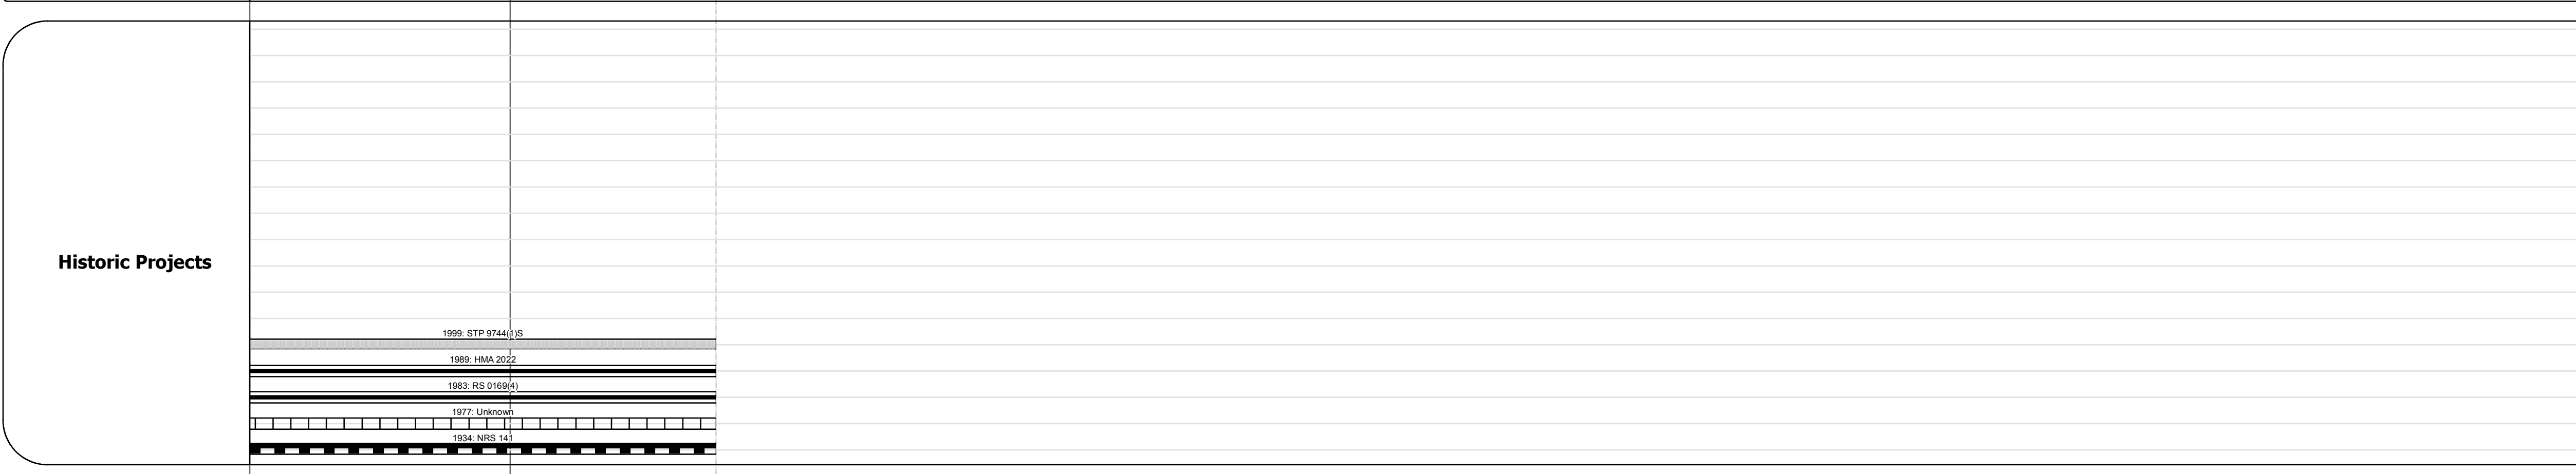 Historic Projects
1999: STP 9744(1)S
1989: HMA 2022
1983: RS 0169(4)
1977: Unknown
1934: NRS 141